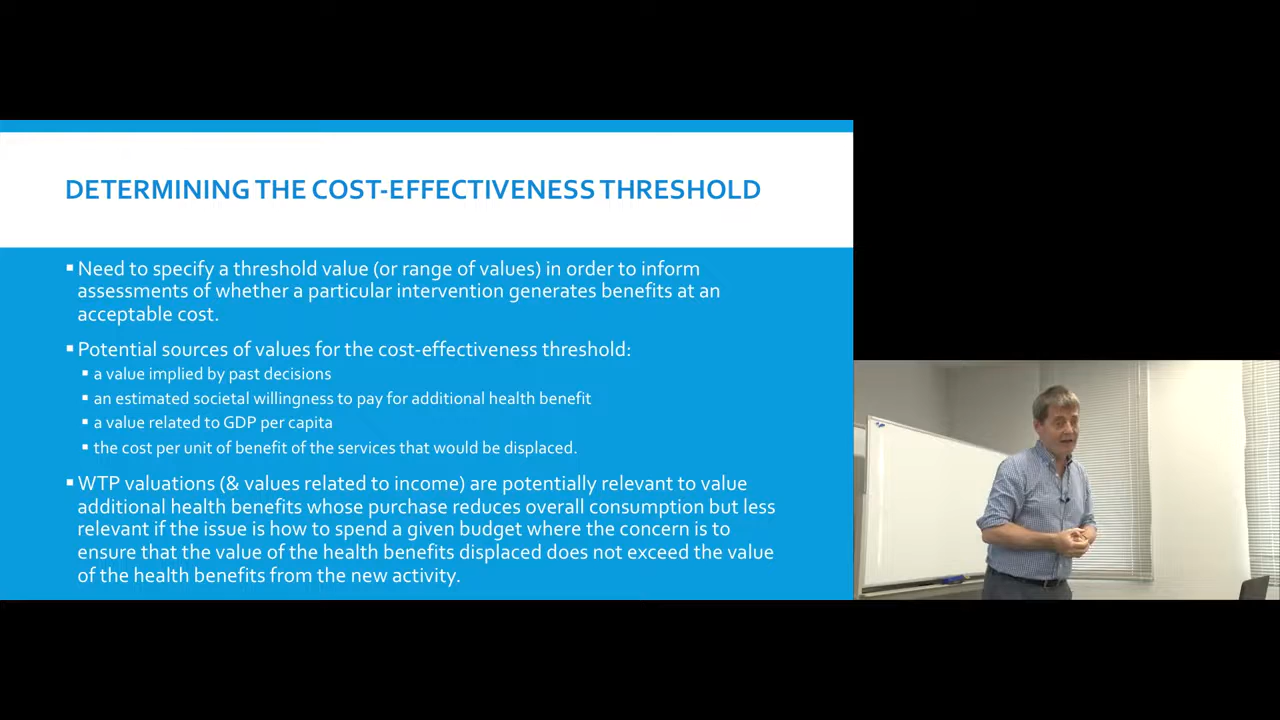 DETERMINING THE COST-EFFECTIVENESS THRESHOLD
▪ Need to specify a threshold value (or range of values) in order to inform
assessments of whether a particular intervention generates benefits at an
acceptable cost.
▪ Potential sources of values for the cost-effectiveness threshold:
▪ a value implied by past decisions
▪ an estimated societal willingness to pay for additional health benefit
▪ a value related to GDP per capita
▪ the cost per unit of benefit of the services that would be displaced.
▪ WTP valuations (& values related to income) are potentially relevant to value
additional health benefits whose purchase reduces overall consumption but less
relevant if the issue is how to spend a given budget where the concern is to
ensure that the value of the health benefits displaced does not exceed the value
of the health benefits from the new activity.